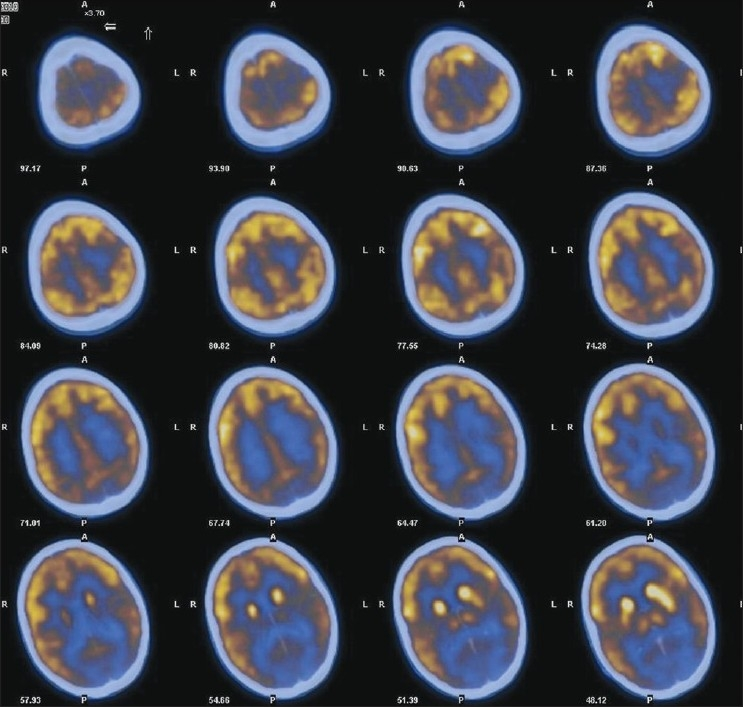 A
A
A
A
x3.70
R
L
R
L
R
L
R
97.17
P
93.90
P
90.63
P
87.36
P
A
A
A
A
R
L
R
L
R
L
R
84.09
P
80.82
P
77.55
P
74.28
P
A
A
A
A
R
L
R
L
R
L
R
71.01
P
67.74
P
64.47
P
61.20
P
A
A
A
A
R
L
R
L
R
L
R
57.93
P
54.66
P
51.39
P
48.12
P